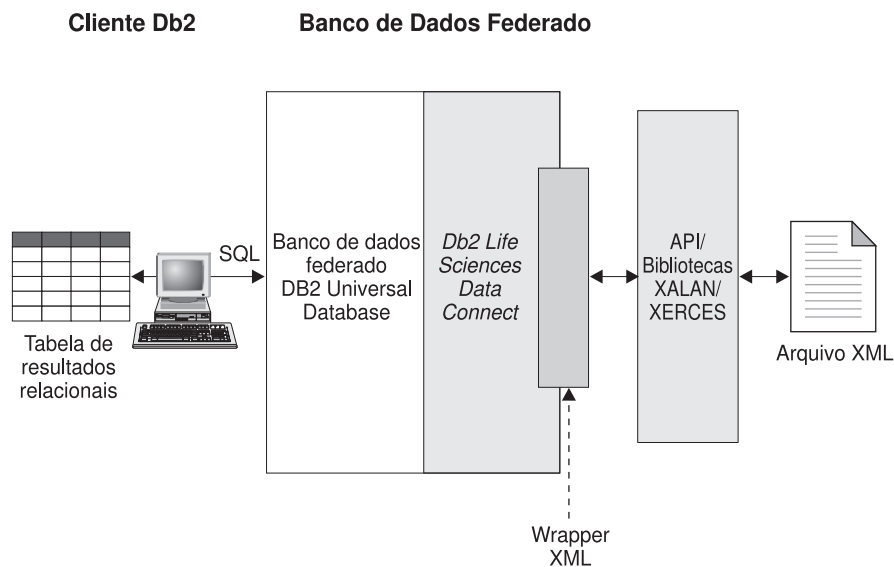 Cliente Db2
Banco de Dados Federado
SQL
Banco de dados
federado
DB2 Universal
Database
Db2 Life
Sciences
Data
Connect
API/
Bibliotecas
XALAN/
XERCES
Tabela de
resultados
relacionais
Arquivo XML
Wrapper
XML